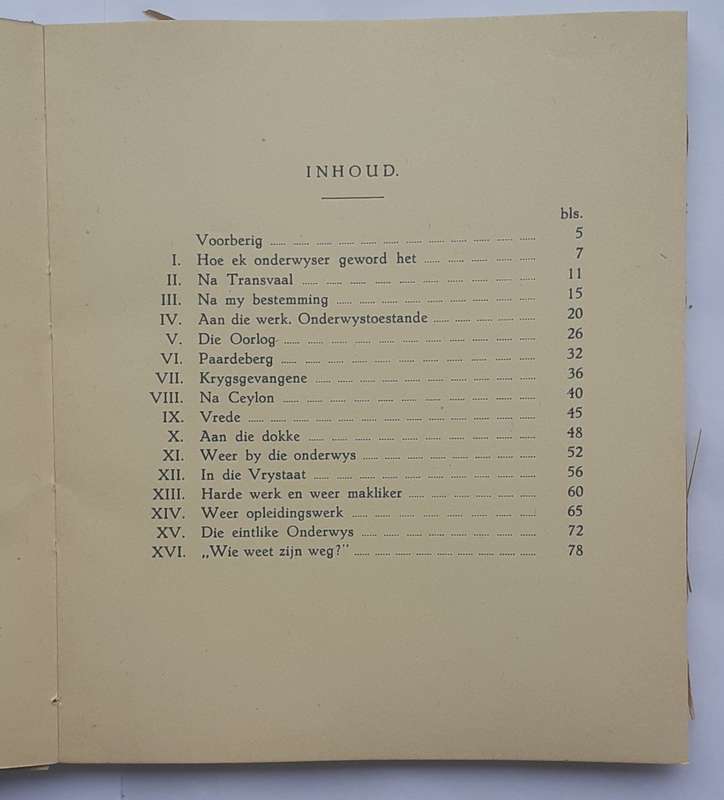 INHOUD.
bls.
Voorberig ...... 5
I. Hoe ek onderwyser geword het ...... 7
II. Na Transvaal ...... 11
III. Na my bestemming ...... 15
IV. Aan die werk. Onderwystoestande ...... 20
V. Die Oorlog ...... 26
VI. Paardeberg ...... 32
VII. Krygsgevangene ...... 36
VIII. Na Ceylon ...... 40
IX. Vrede ...... 45
X. Aan die dokke ...... 48
XI. Weer by die onderwys ...... 52
XII. In die Vrystaat ...... 56
XIII. Harde werk en weer makliker ...... 60
XIV. Weer opleidingswerk ...... 65
XV. Die eintlike Onderwys ...... 72
XVI. „Wie weet zijn weg?" ...... 78